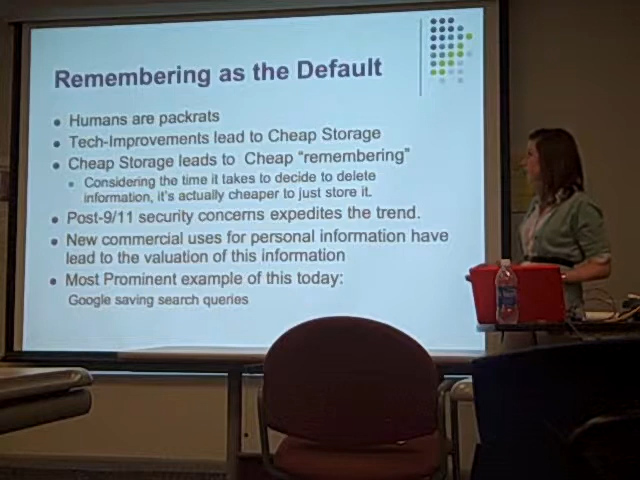 Remembering as the Default
Humans are packrats
Tech-Improvements lead to Cheap Storage
Cheap Storage leads to Cheap "remembering"
Considering the time it takes to decide to delete
information, it's actually cheaper to just store it.
Post-9/11 security concerns expedites the trend.
New commercial uses for personal information have
lead to the valuation of this information
Most Prominent example of this today:
Google saving search queries